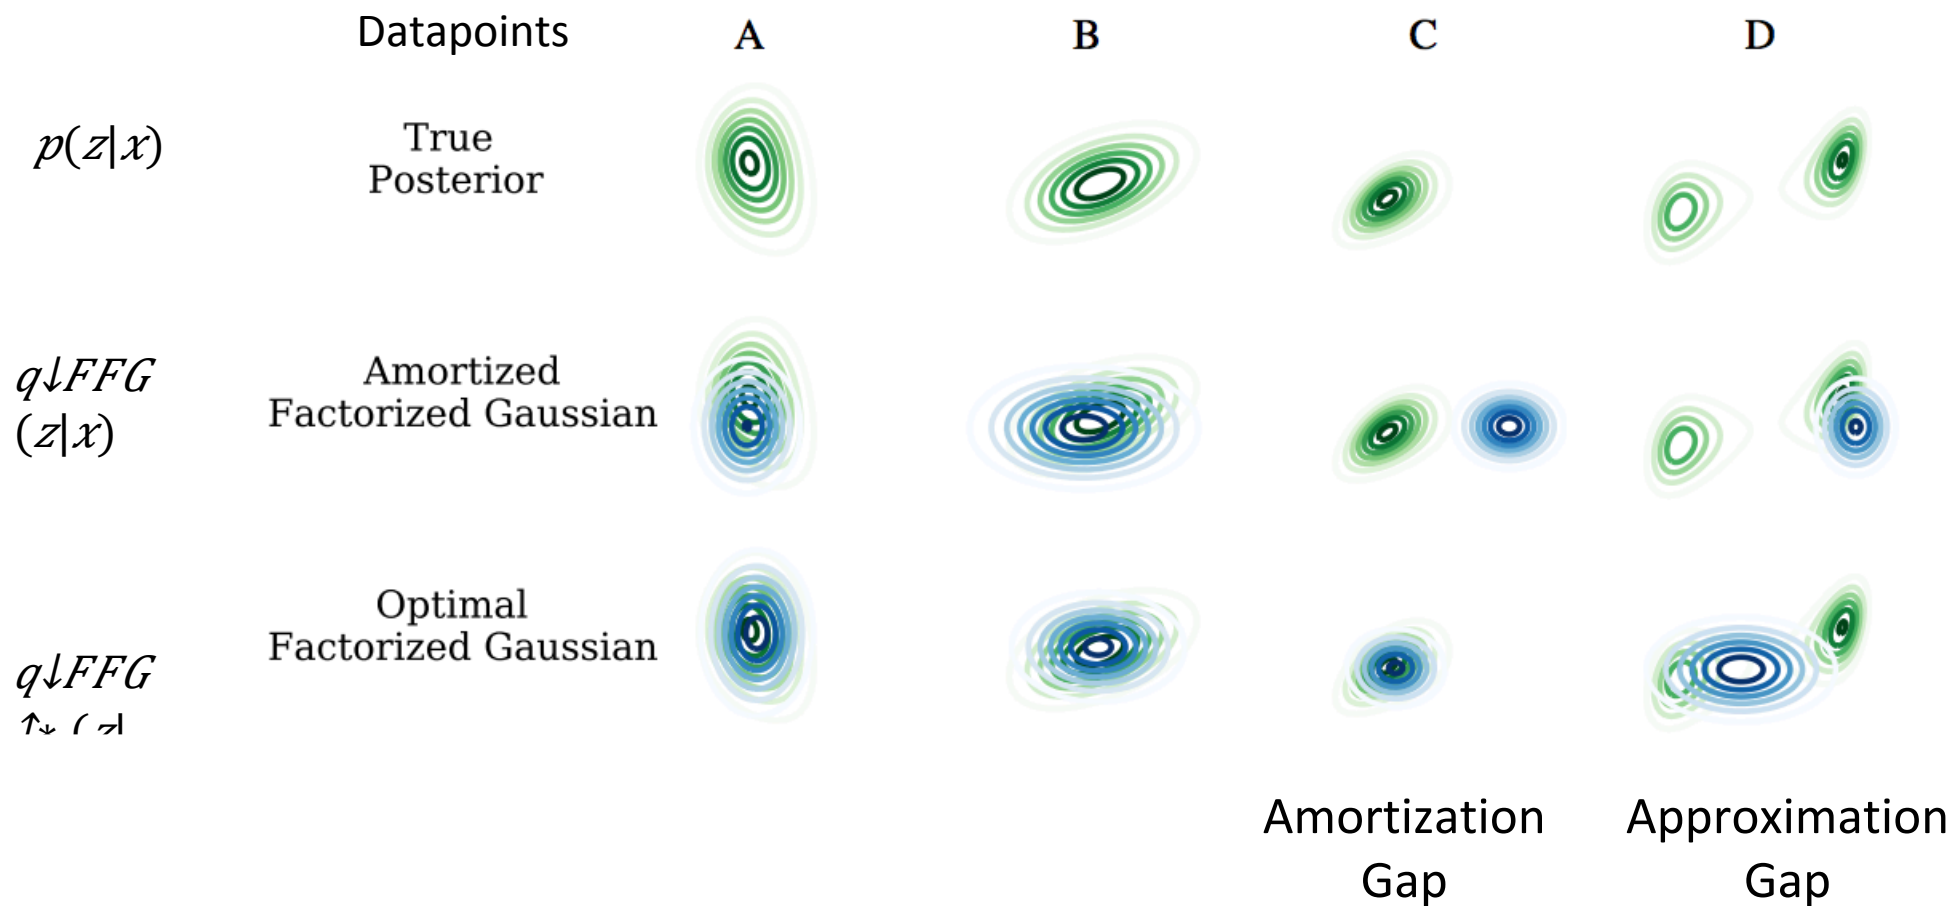 Datapoints A B C D
p(z|x) True
Posterior
q↓FFG Amortized
(z|x) Factorized Gaussian
Optimal
Factorized Gaussian
q↓FFG
Amortization Approximation
Gap Gap